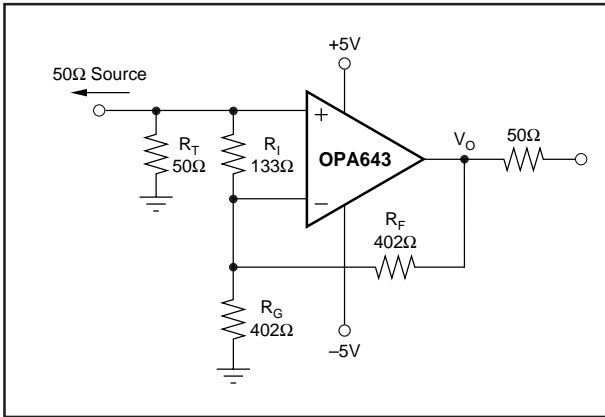 +5V
50Ω Source
R_T
50Ω
R_I
133Ω
+
OPA643
−
V_O
50Ω
R_F
402Ω
R_G
402Ω
–5V